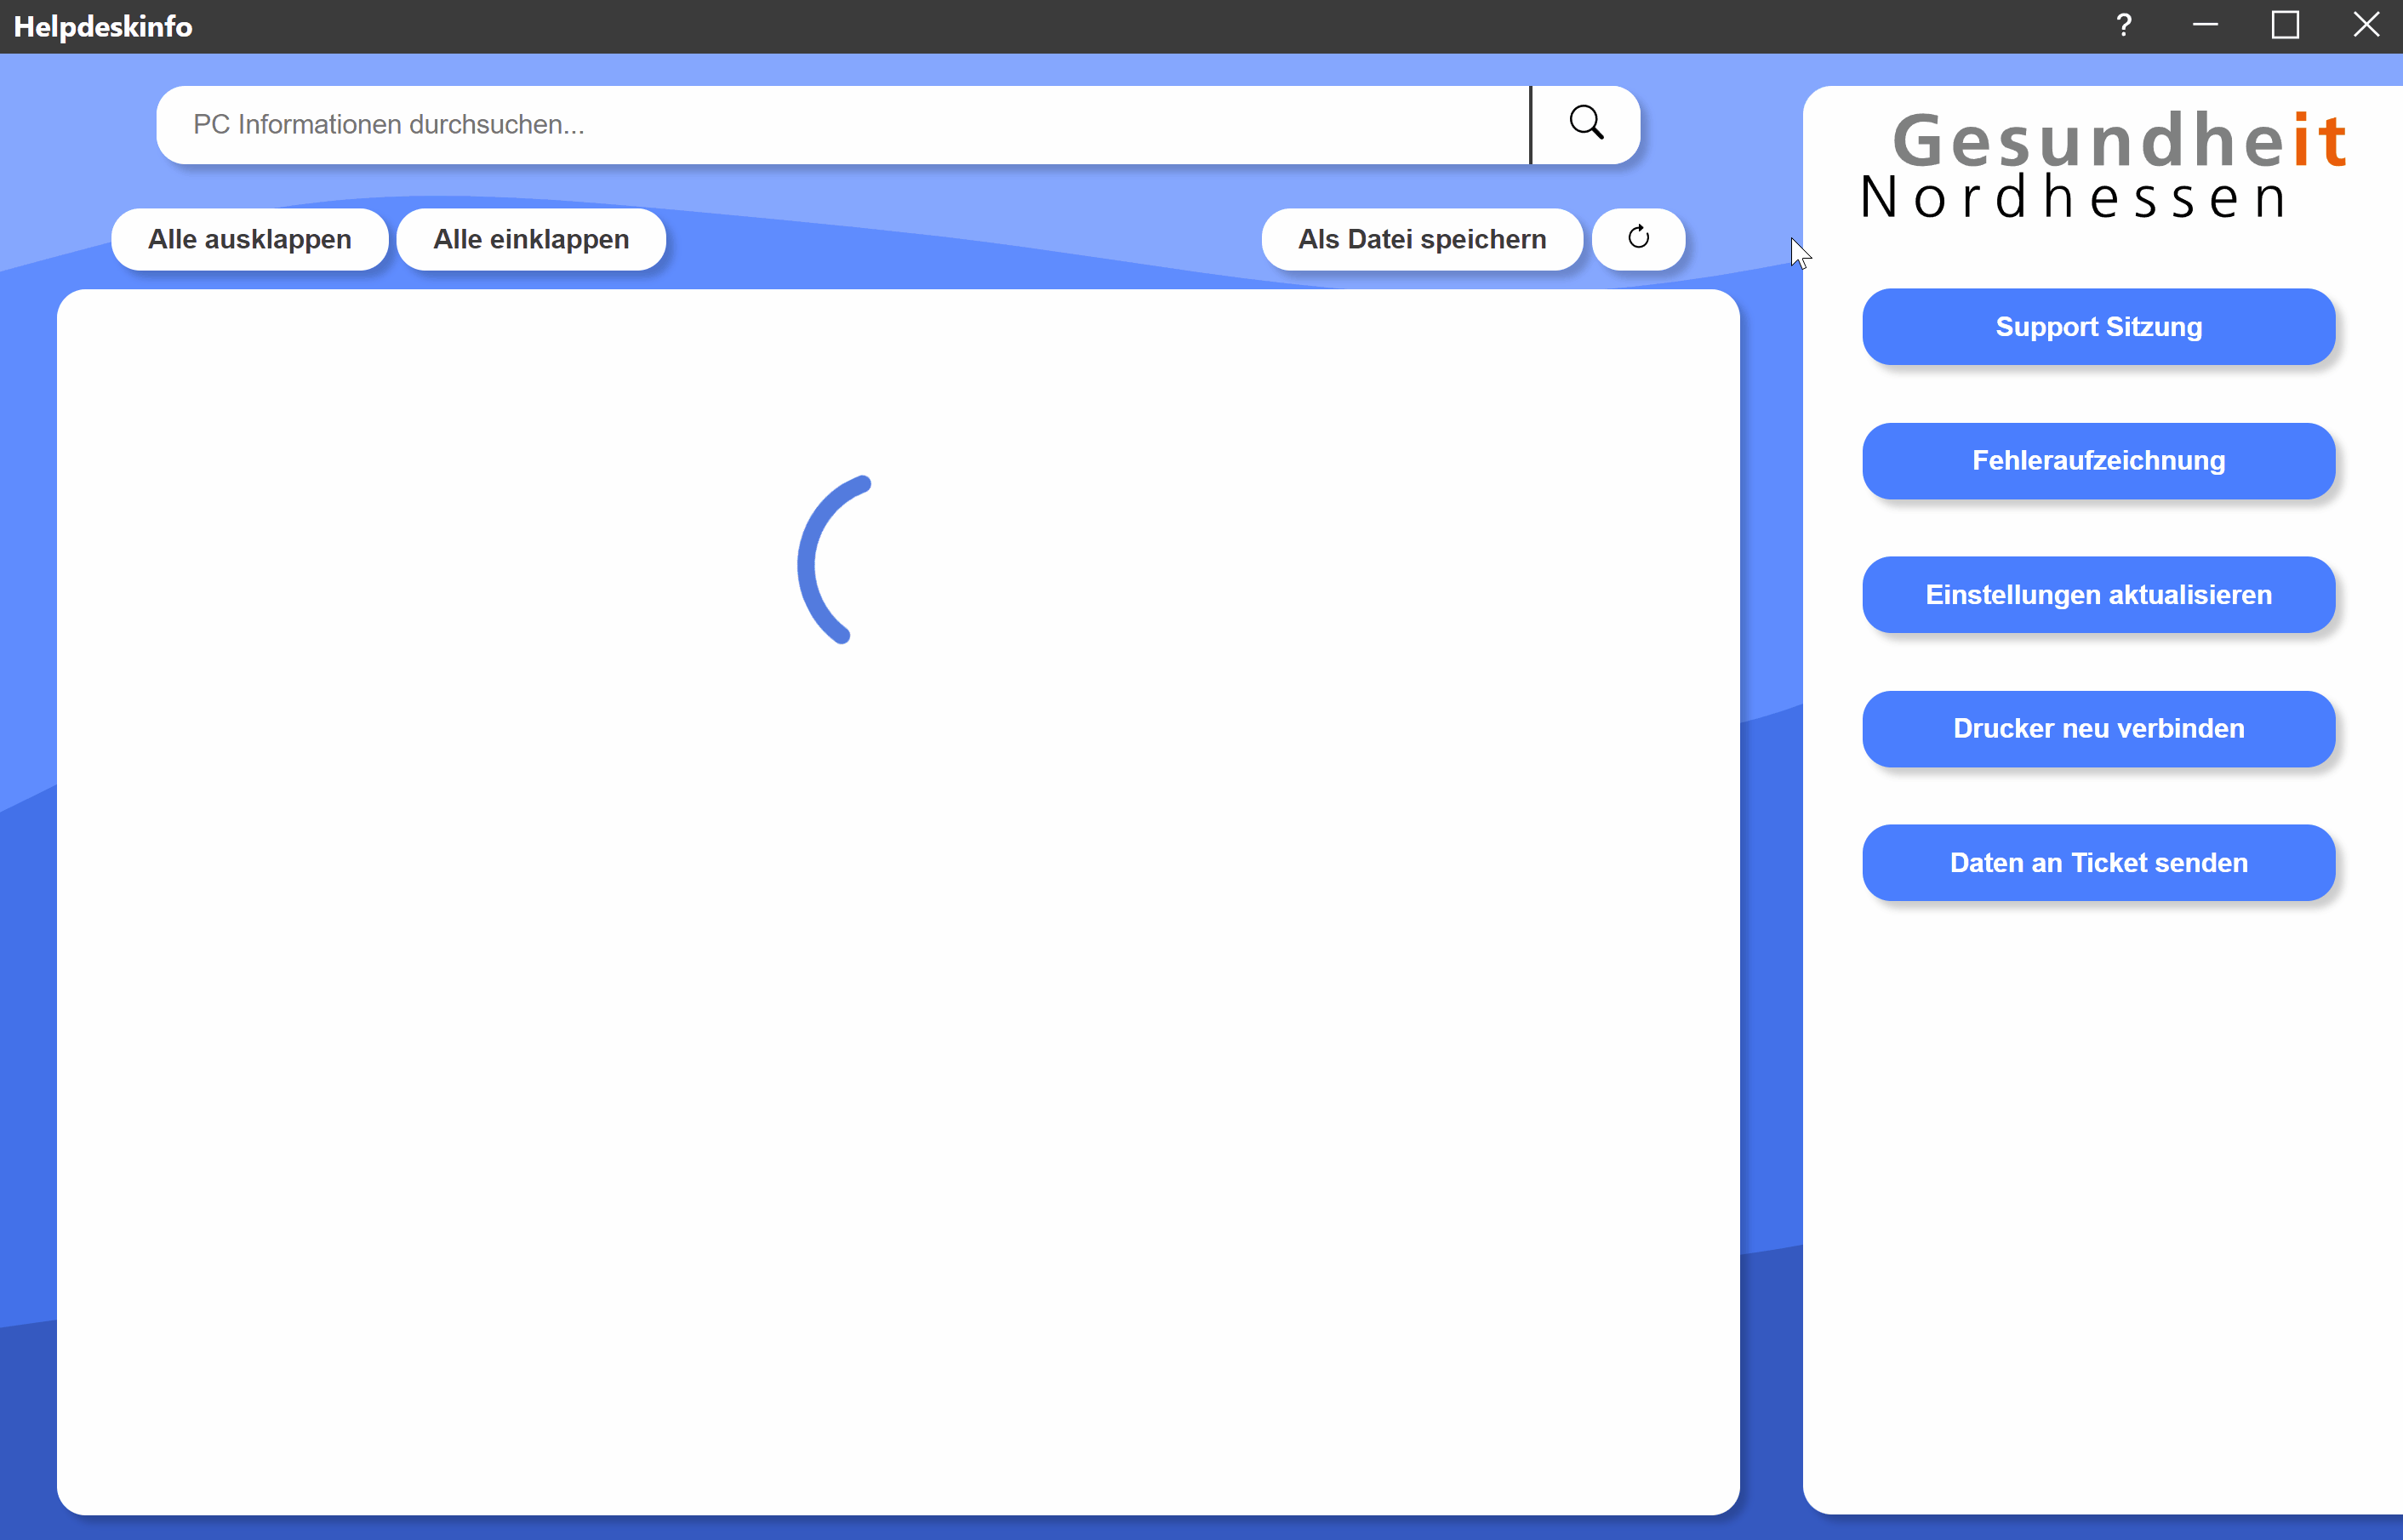 Helpdeskinfo
?
PC Informationen durchsuchen...
Alle ausklappen
Alle einklappen
Als Datei speichern
Gesundheit
Nordhessen
Support Sitzung
Fehleraufzeichnung
Einstellungen aktualisieren
Drucker neu verbinden
Daten an Ticket senden